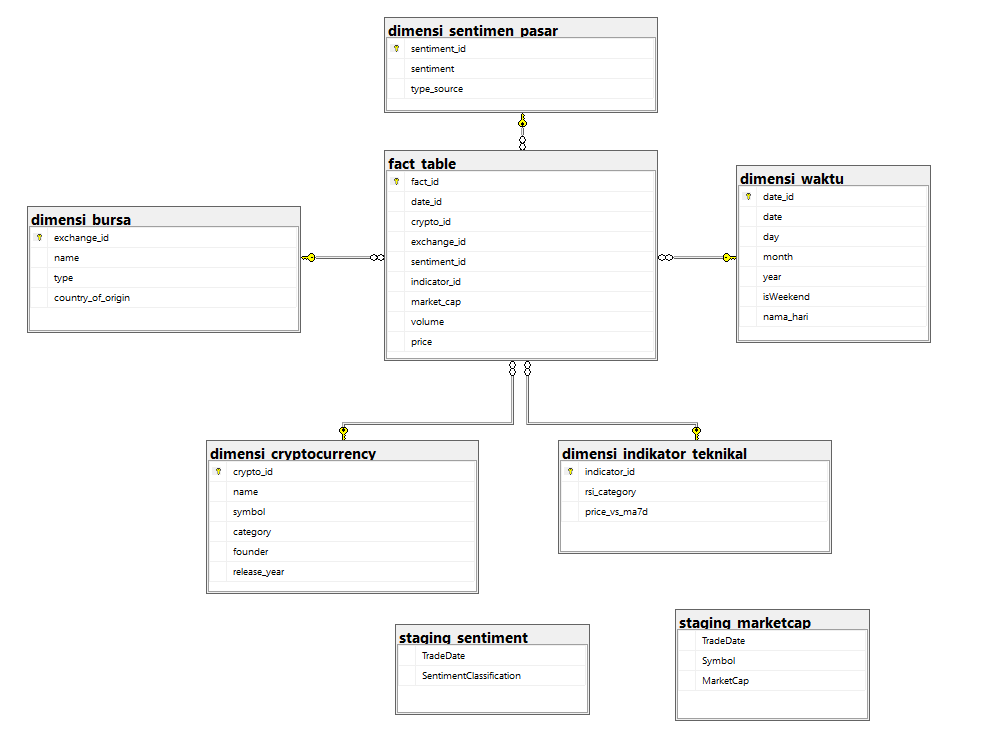 dimensi_sentimen_pasar
sentiment_id
sentiment
type_source
fact_table
fact_id
date_id
crypto_id
exchange_id
sentiment_id
indicator_id
market_cap
volume
price
dimensi_waktu
date_id
date
day
month
year
isWeekend
nama_hari
dimensi_bursa
exchange_id
name
type
country_of_origin
dimensi_cryptocurrency
crypto_id
name
symbol
category
founder
release_year
dimensi_indikator_teknikal
indicator_id
rsi_category
price_vs_ma7d
staging_sentiment
TradeDate
SentimentClassification
staging_marketcap
TradeDate
Symbol
MarketCap